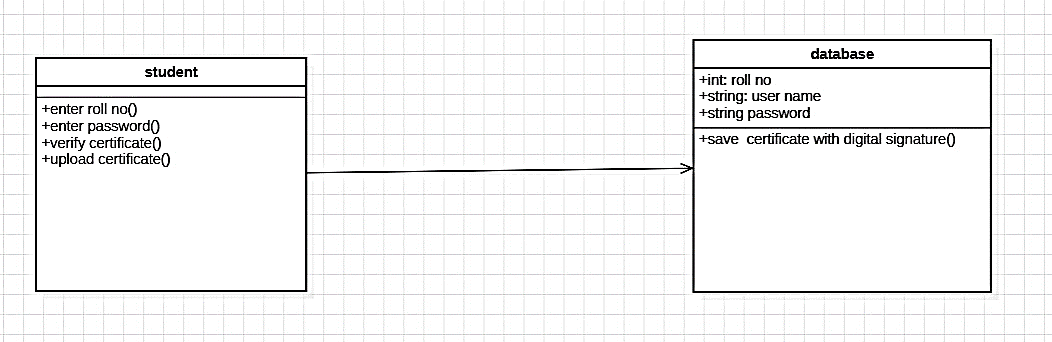 student
+enter roll no()
+enter password()
+verify certificate()
+upload certificate()
database
+int: roll no
+string: user name
+string password
+save  certificate with digital signature()